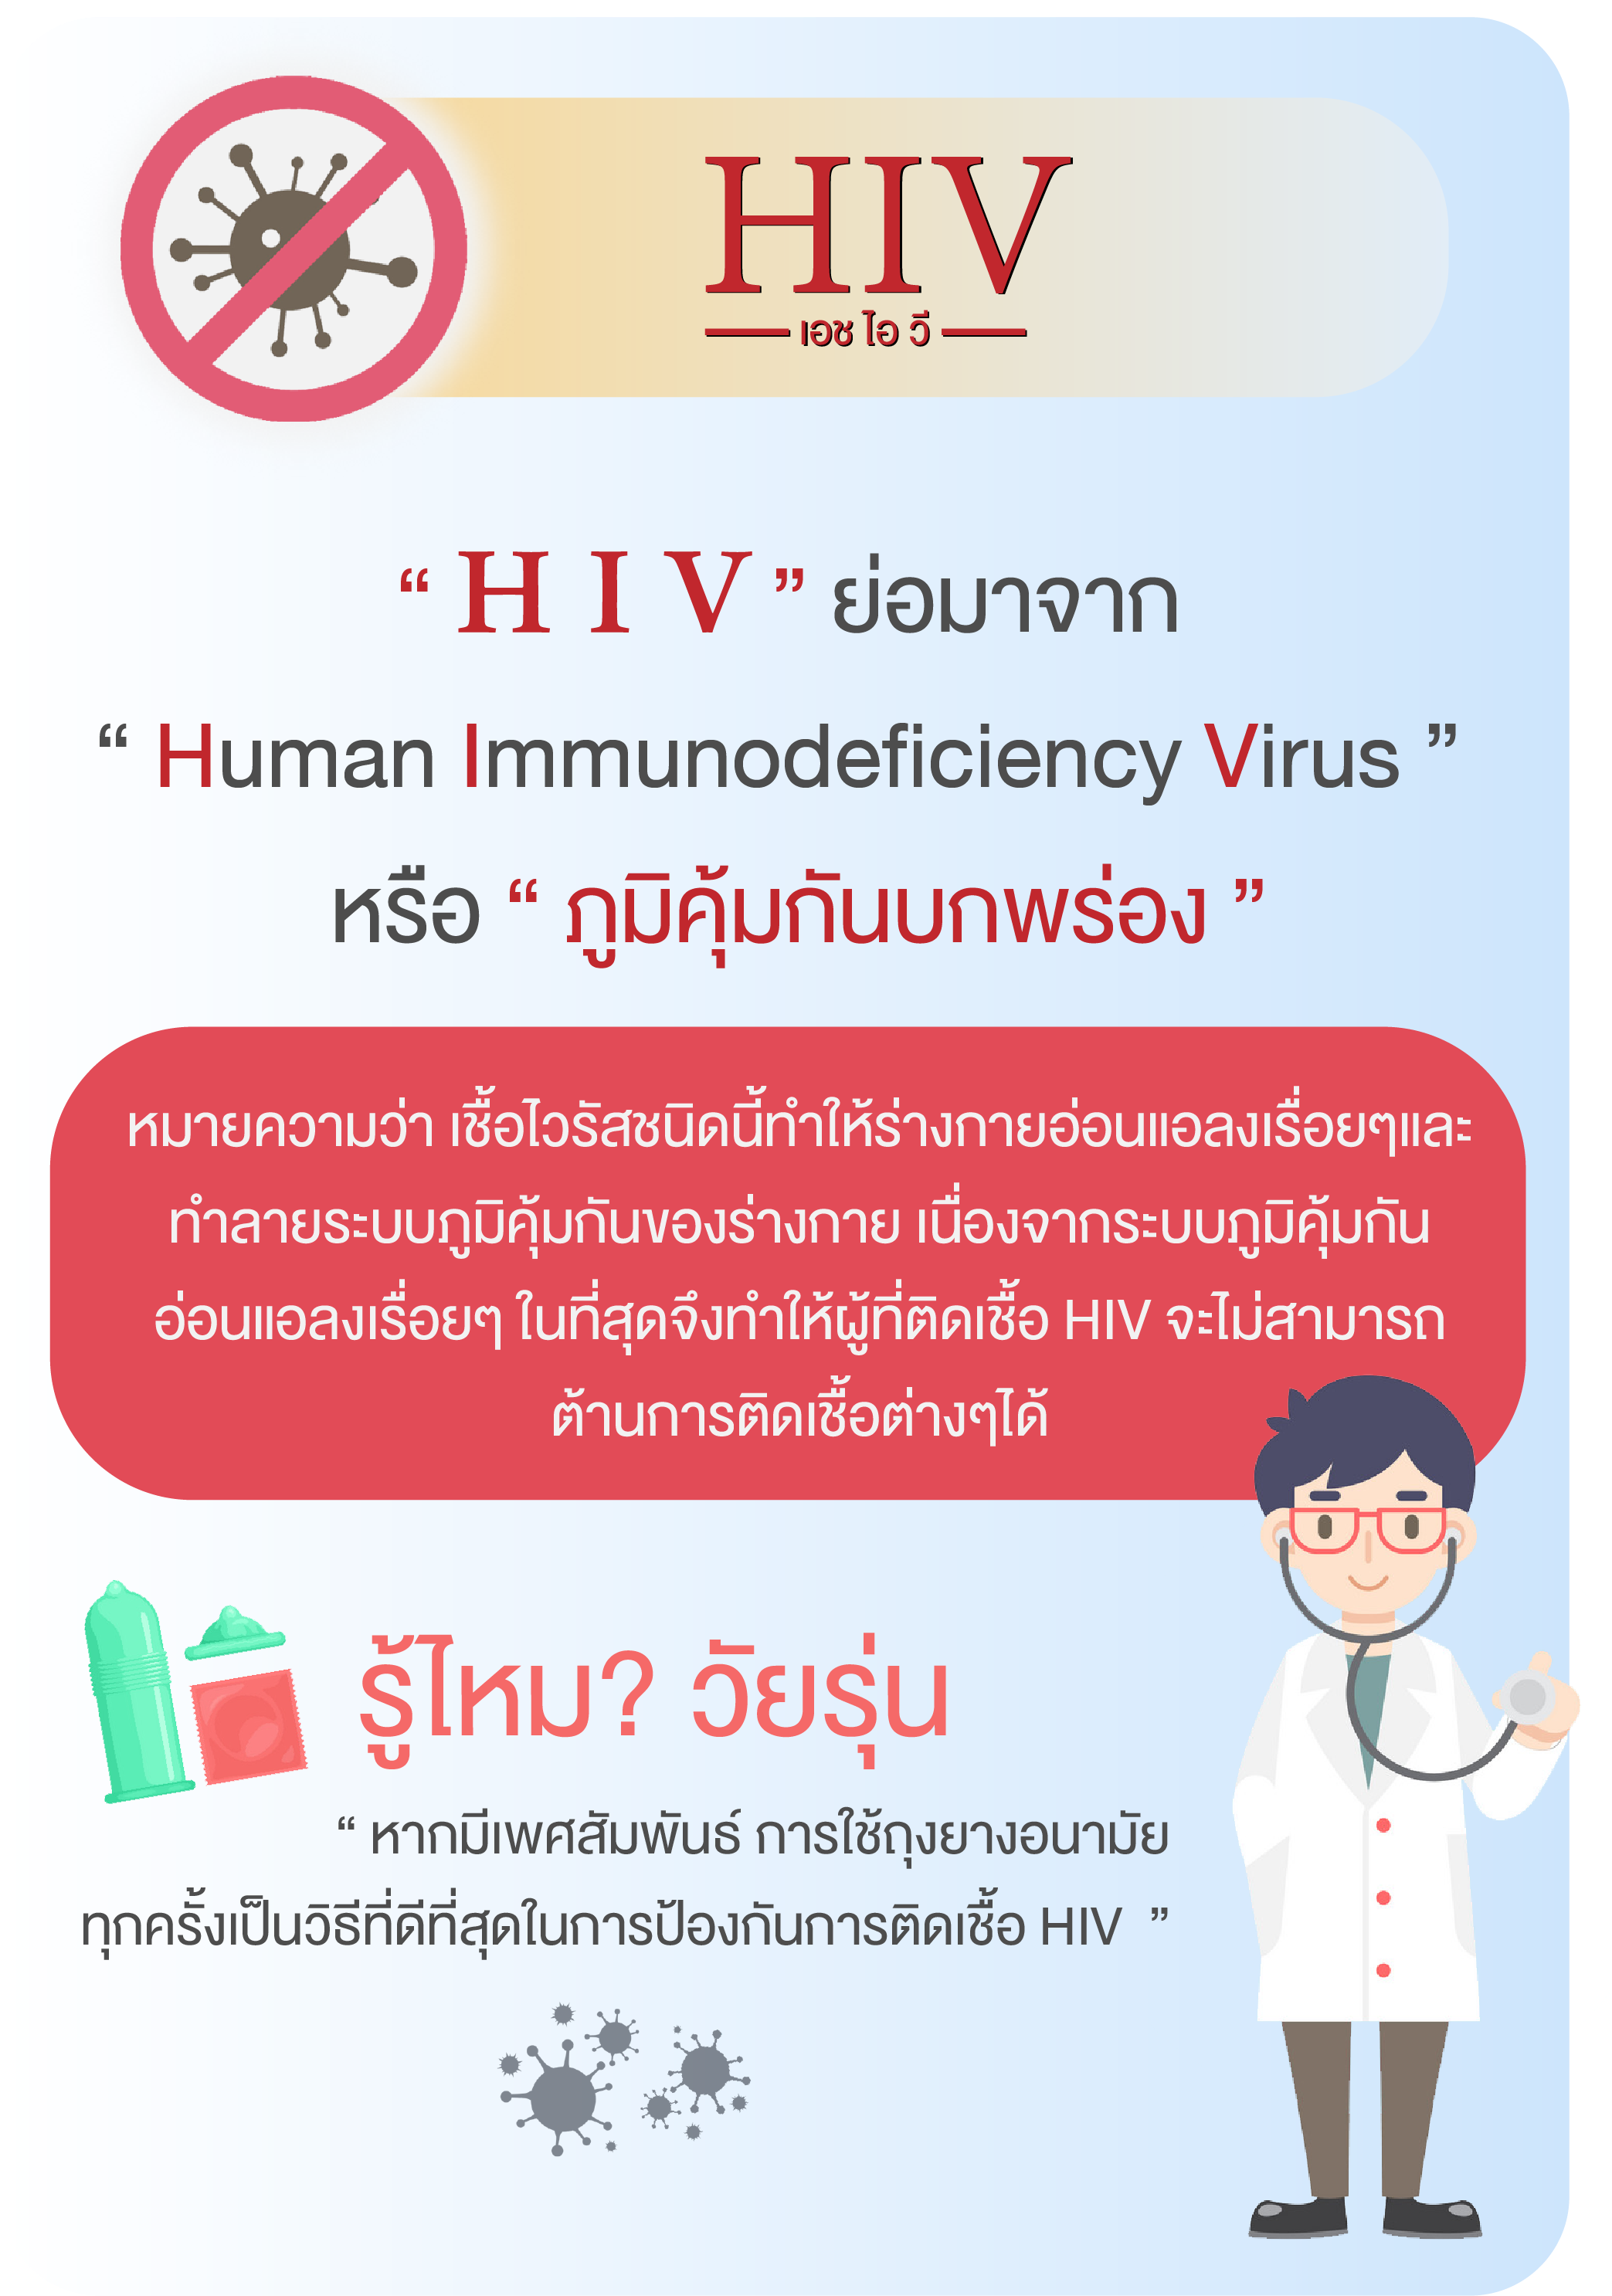 HIV
เอช ไอ วี
“ H I V ” ย่อมาจาก
“ Human Immunodeficiency Virus ”
หรือ “ ภูมิคุ้มกันบกพร่อง ”
หมายความว่า เชื้อไวรัสชนิดนี้ทำให้ร่างกายอ่อนแอลงเรื่อยๆและ
ทำลายระบบภูมิคุ้มกันของร่างกาย เนื่องจากระบบภูมิคุ้มกัน
อ่อนแอลงเรื่อยๆ ในที่สุดจึงทำให้ผู้ที่ติดเชื้อ HIV จะไม่สามารถ
ต้านการติดเชื้อต่างๆได้
รู้ไหม? วัยรุ่น
“ หากมีเพศสัมพันธ์ การใช้ถุงยางอนามัย
ทุกครั้งเป็นวิธีที่ดีที่สุดในการป้องกันการติดเชื้อ HIV ”